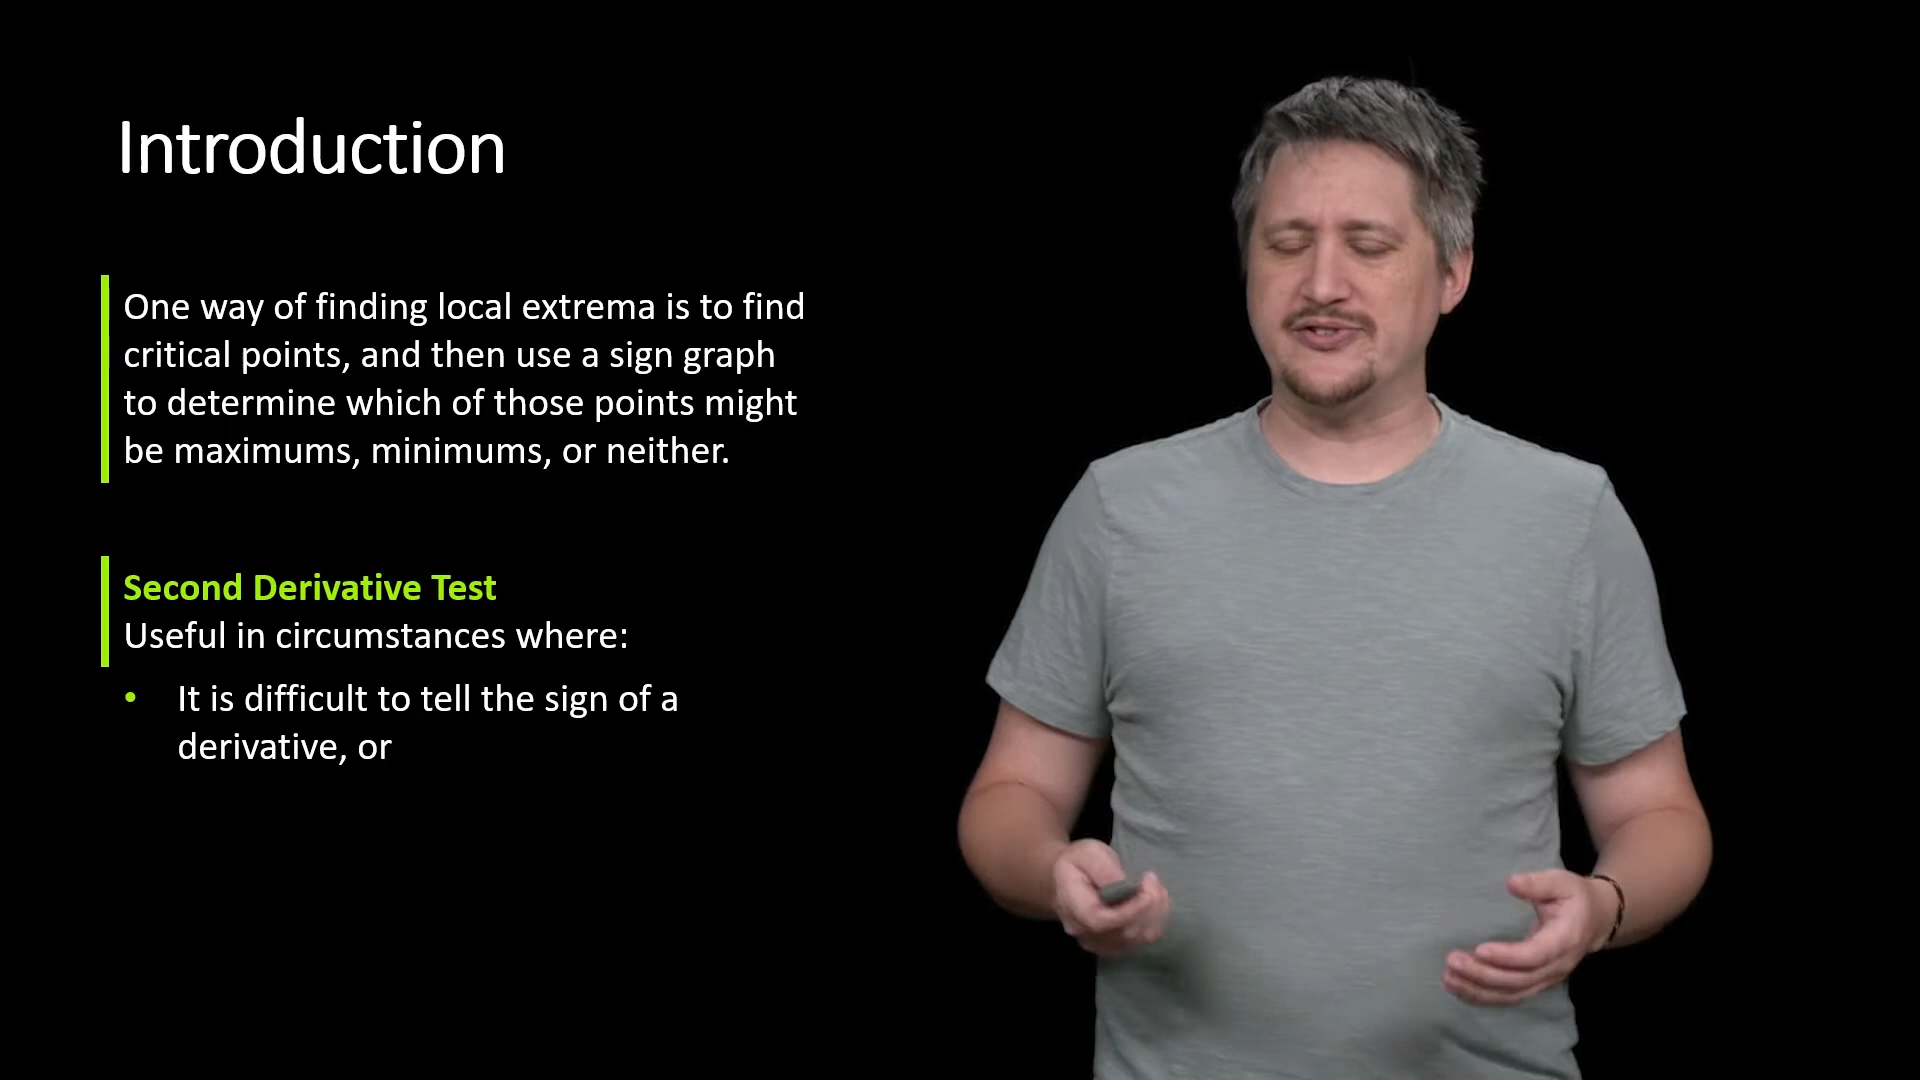 Introduction
One way of finding local extrema is to find
critical points, and then use a sign graph
to determine which of those points might
be maximums, minimums, or neither.
Second Derivative Test
Useful in circumstances where:
• It is difficult to tell the sign of a
derivative, or